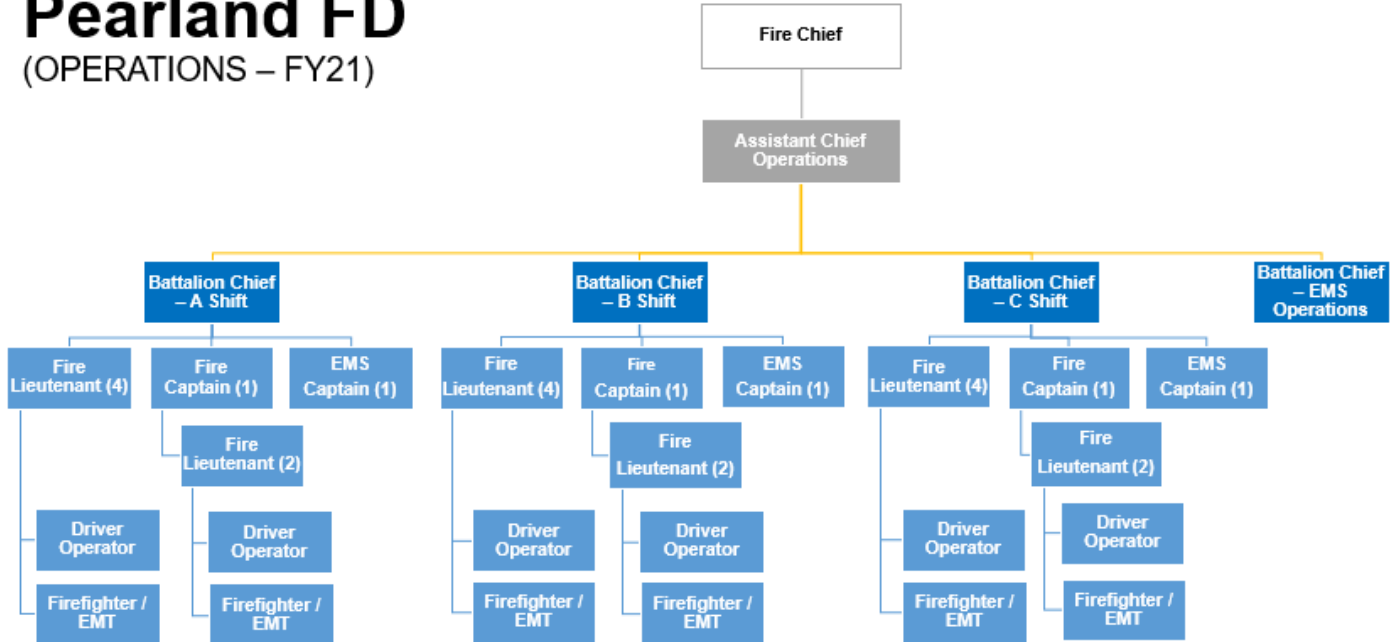 Pearland FD
(OPERATIONS – FY21)
Fire Chief
Assistant Chief
Operations
Battalion Chief
– A Shift
Battalion Chief
– B Shift
Battalion Chief
– C Shift
Battalion Chief
– EMS
Operations
Fire
Lieutenant (4)
Fire
Captain (1)
EMS
Captain (1)
Fire
Lieutenant (4)
Fire
Captain (1)
EMS
Captain (1)
Fire
Lieutenant (4)
Fire
Captain (1)
EMS
Captain (1)
Fire
Lieutenant (2)
Fire
Lieutenant (2)
Fire
Lieutenant (2)
Driver
Operator
Driver
Operator
Driver
Operator
Driver
Operator
Driver
Operator
Driver
Operator
Firefighter /
EMT
Firefighter /
EMT
Firefighter /
EMT
Firefighter /
EMT
Firefighter /
EMT
Firefighter /
EMT